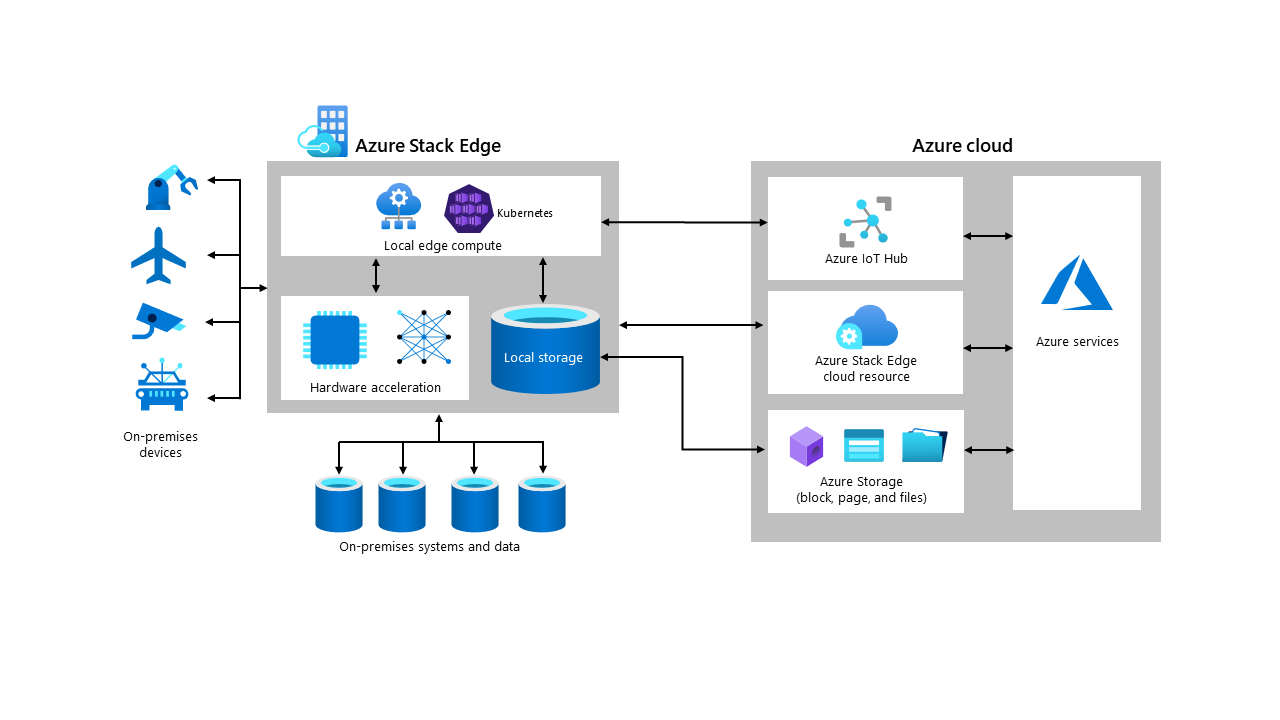 Azure Stack Edge
Azure cloud
Kubernetes
Local edge compute
Azure IoT Hub
Hardware acceleration
Local storage
Azure Stack Edge
cloud resource
Azure services
On-premises
devices
Azure Storage
(block, page, and files)
On-premises systems and data